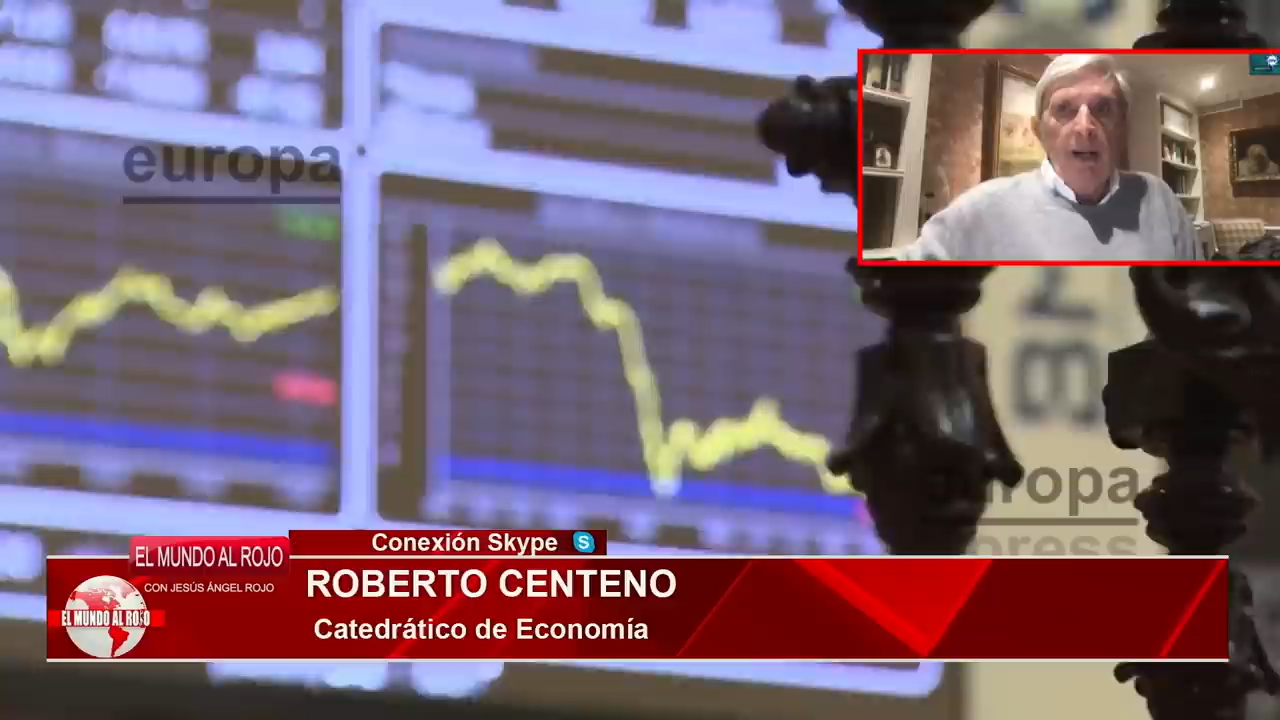 europa
europa
press
Conexión Skype
EL MUNDO AL ROJO
CON JESÚS ÁNGEL ROJO
EL MUNDO AL ROJO
ROBERTO CENTENO
Catedrático de Economía